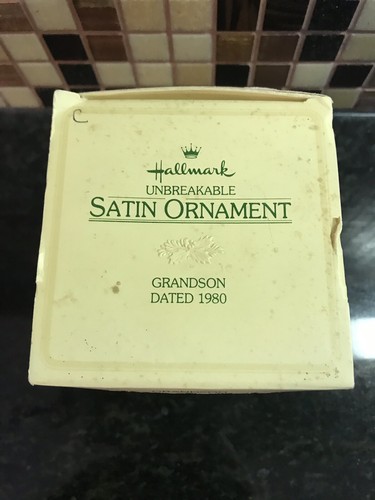 C
Hallmark
UNBREAKABLE
SATIN ORNAMENT
GRANDSON
DATED 1980